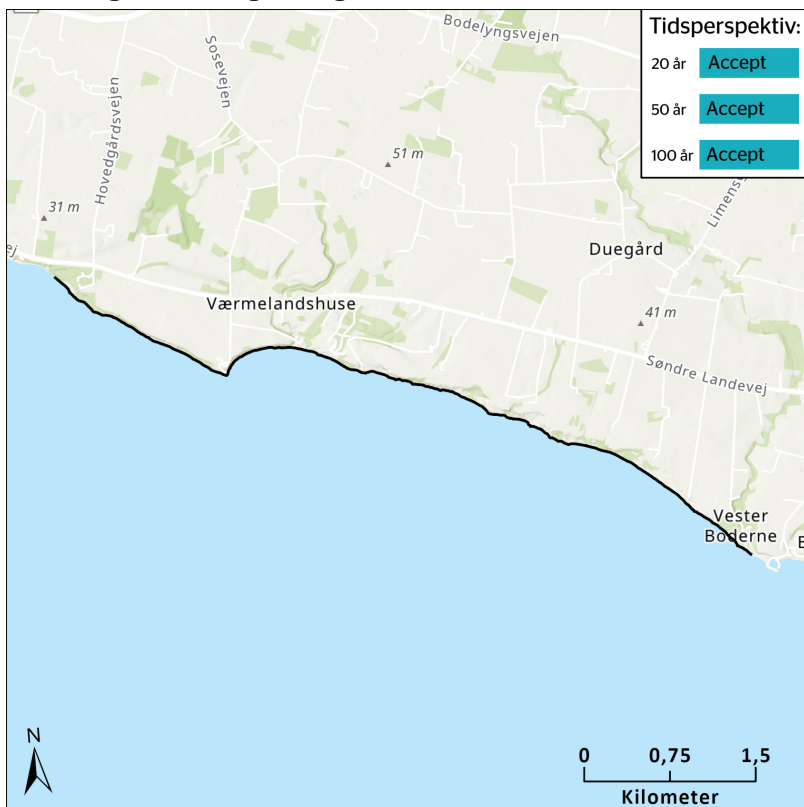 Tidsperspektiv:
20 år Accept
50 år Accept
100 år Accept
Bodelyngsvejen
Sosevejen
Hovedgårdsvejen
51 m
31 m
Duegård
Værmelandshuse
41 m
Søndre Landevej
Vester
Boderne
N
0 0,75 1,5
Kilometer